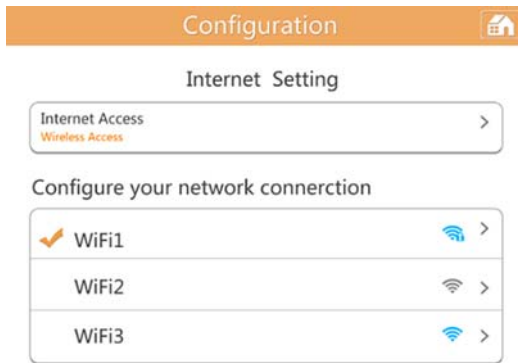 Configuration
Internet Setting
Internet Access
Wireless Access
Configure your network connerction
WiFi1
WiFi2
WiFi3